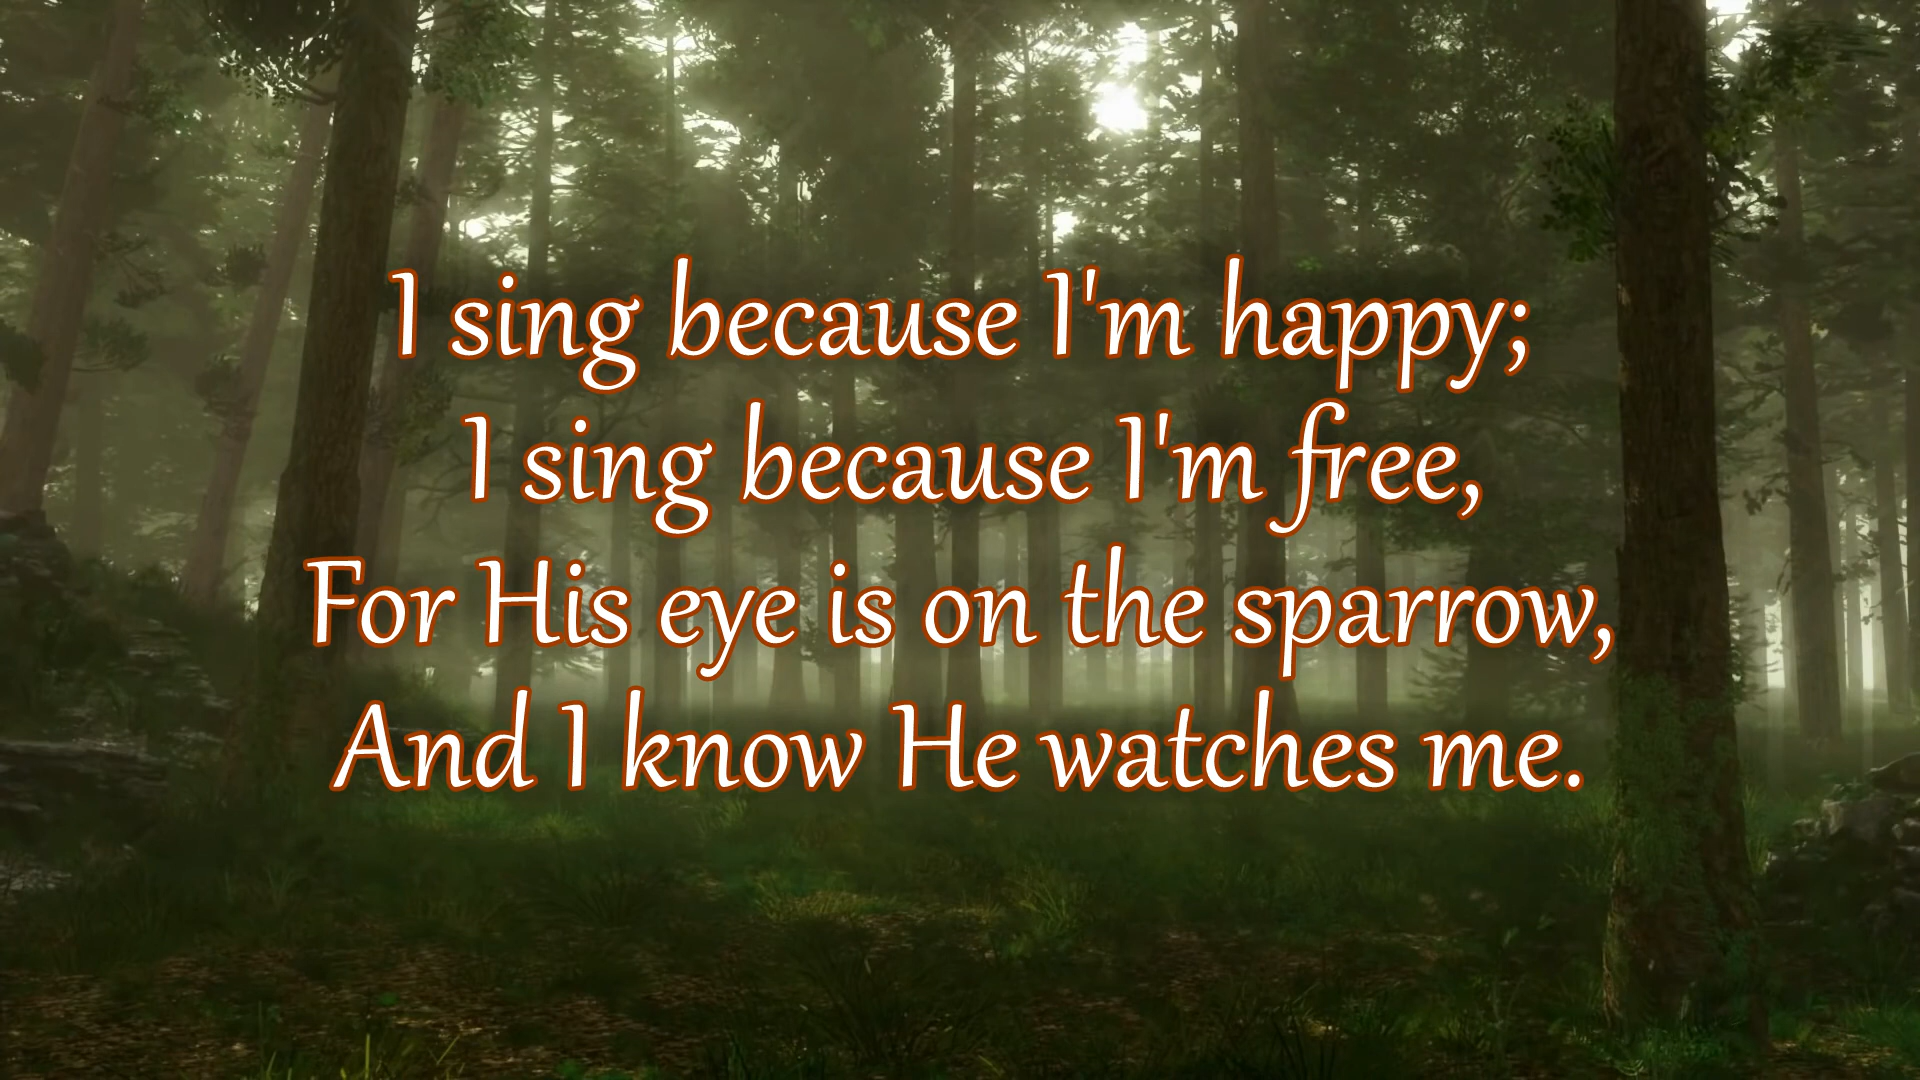 I sing because I'm happy;
I sing because I'm free,
For His eye is on the sparrow,
And I know He watches me.